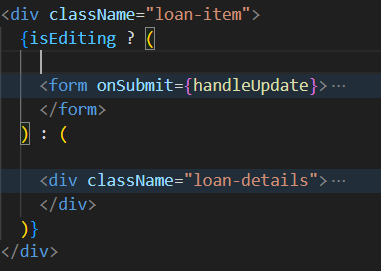 <div className="loan-item">
{isEditing ? (
<form onSubmit={handleUpdate}>⋯
</form>
) : (
<div className="loan-details">⋯
</div>
)}
</div>